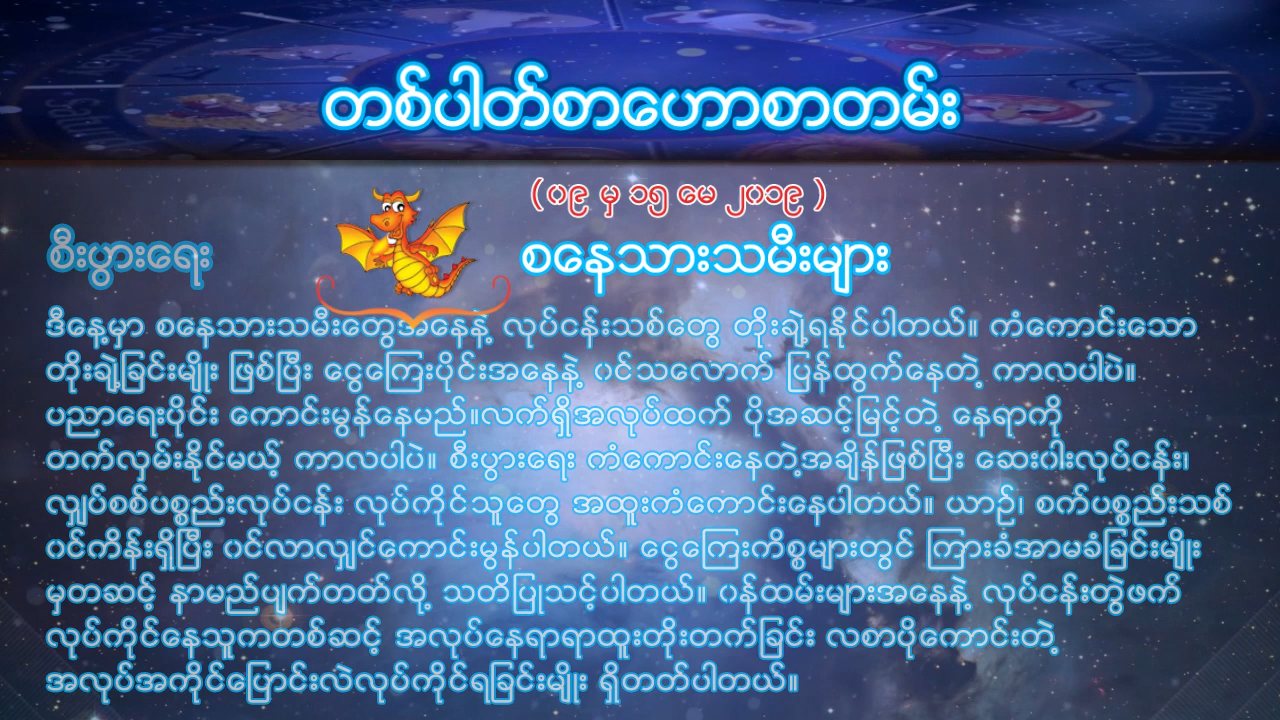 တစ်ပါတ်စာဟောစာတမ်း
( ၀၉ မှ ၁၅ မေ ၂၀၁၉ )
စီးပွားရေး
စနေသားသမီးများ
ဒီနေ့မှာ စနေသားသမီးတွေအနေနဲ့ လုပ်ငန်းသစ်တွေ တိုးချဲ့ရနိုင်ပါတယ်။ ကံကောင်းသော
တိုးချဲ့ခြင်းမျိုး ဖြစ်ပြီး ငွေကြေးပိုင်းအနေနဲ့ ၀င်သလောက် ပြန်ထွက်နေတဲ့ ကာလပါပဲ။
ပညာရေးပိုင်း ကောင်းမွန်နေမည်။လက်ရှိအလုပ်ထက် ပိုအဆင့်မြင့်တဲ့ နေရာကို
တက်လှမ်းနိုင်မယ့် ကာလပါပဲ။ စီးပွားရေး ကံကောင်းနေတဲ့အချိန်ဖြစ်ပြီး ဆေး၀ါးလုပ်ငန်း၊
လျှပ်စစ်ပစ္စည်းလုပ်ငန်း လုပ်ကိုင်သူတွေ အထူးကံကောင်းနေပါတယ်။ ယာဉ်၊ စက်ပစ္စည်းသစ်
၀င်ကိန်းရှိပြီး ၀င်လာလျှင်ကောင်းမွန်ပါတယ်။ ငွေကြေးကိစ္စများတွင် ကြားခံအာမခံခြင်းမျိုး
မှတဆင့် နာမည်ပျက်တတ်လို့ သတိပြုသင့်ပါတယ်။ ၀န်ထမ်းများအနေနဲ့ လုပ်ငန်းတွဲဖက်
လုပ်ကိုင်နေသူကတစ်ဆင့် အလုပ်နေရာရာထူးတိုးတက်ခြင်း လစာပိုကောင်းတဲ့
အလုပ်အကိုင်ပြောင်းလဲလုပ်ကိုင်ရခြင်းမျိုး ရှိတတ်ပါတယ်။